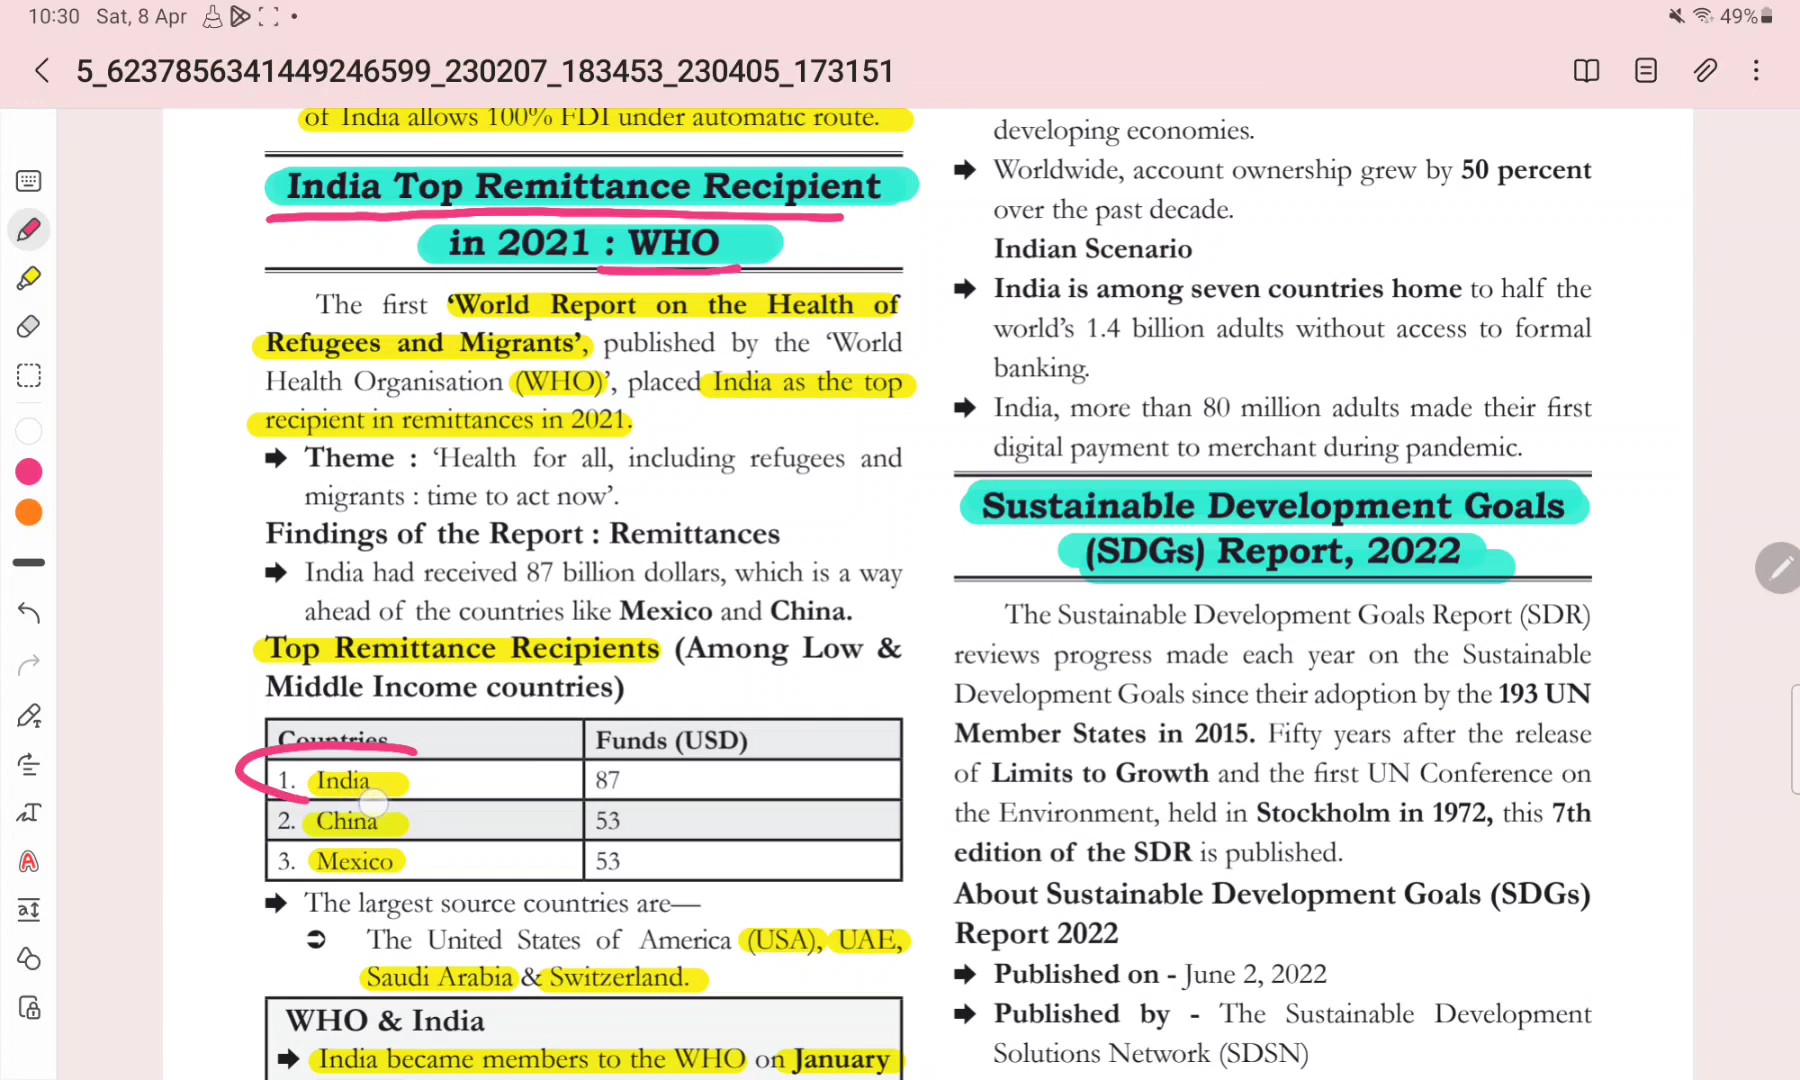 10:30 Sat, 8 Apr
49%
5_6237856341449246599_230207_183453_230405_173151
of India allows 100% FDI under automatic route.
India Top Remittance Recipient
in 2021 : WHO
The first ‘World Report on the Health of
Refugees and Migrants’, published by the ‘World
Health Organisation (WHO)’, placed India as the top
recipient in remittances in 2021.
➡ Theme : ‘Health for all, including refugees and
migrants : time to act now’.
Findings of the Report : Remittances
➡ India had received 87 billion dollars, which is a way
ahead of the countries like Mexico and China.
Top Remittance Recipients (Among Low &
Middle Income countries)
Countries Funds (USD)
1. India 87
2. China 53
3. Mexico 53
➡ The largest source countries are—
➲ The United States of America (USA), UAE,
Saudi Arabia & Switzerland.
WHO & India
➡ India became members to the WHO on January
developing economies.
➡ Worldwide, account ownership grew by 50 percent
over the past decade.
Indian Scenario
➡ India is among seven countries home to half the
world’s 1.4 billion adults without access to formal
banking.
➡ India, more than 80 million adults made their first
digital payment to merchant during pandemic.
Sustainable Development Goals
(SDGs) Report, 2022
The Sustainable Development Goals Report (SDR)
reviews progress made each year on the Sustainable
Development Goals since their adoption by the 193 UN
Member States in 2015. Fifty years after the release
of Limits to Growth and the first UN Conference on
the Environment, held in Stockholm in 1972, this 7th
edition of the SDR is published.
About Sustainable Development Goals (SDGs)
Report 2022
➡ Published on - June 2, 2022
➡ Published by - The Sustainable Development
Solutions Network (SDSN)